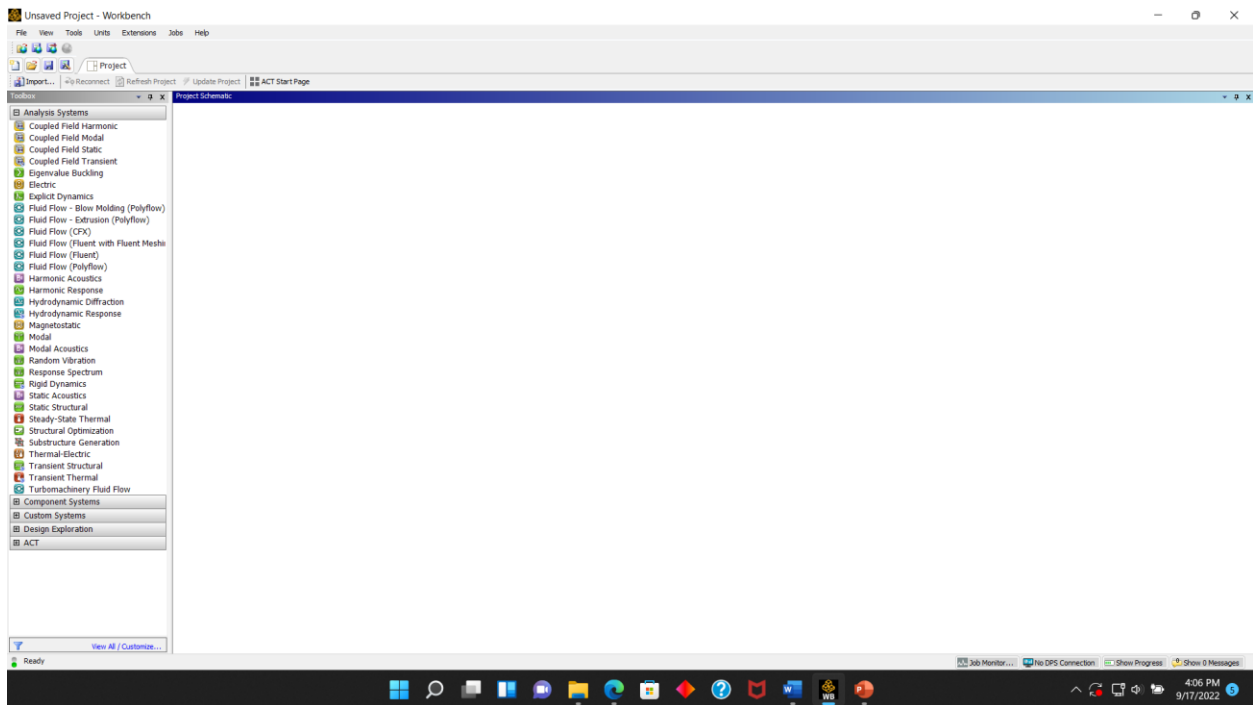 Unsaved Project - Workbench
File View Tools Units Extensions Jobs Help
Project
Import... Reconnect Refresh Project Update Project ACT Start Page
Toolbox
Project Schematic
Analysis Systems
Coupled Field Harmonic
Coupled Field Modal
Coupled Field Static
Coupled Field Transient
Eigenvalue Buckling
Electric
Explicit Dynamics
Fluid Flow - Blow Molding (Polyflow)
Fluid Flow - Extrusion (Polyflow)
Fluid Flow (CFX)
Fluid Flow (Fluent with Fluent Meshin
Fluid Flow (Fluent)
Fluid Flow (Polyflow)
Harmonic Acoustics
Harmonic Response
Hydrodynamic Diffraction
Hydrodynamic Response
Magnetostatic
Modal
Modal Acoustics
Random Vibration
Response Spectrum
Rigid Dynamics
Static Acoustics
Static Structural
Steady-State Thermal
Structural Optimization
Substructure Generation
Thermal-Electric
Transient Structural
Transient Thermal
Turbomachinery Fluid Flow
Component Systems
Custom Systems
Design Exploration
ACT
View All / Customize...
Ready
Job Monitor... No DPS Connection Show Progress Show 0 Messages
WB
4:06 PM
9/17/2022
5